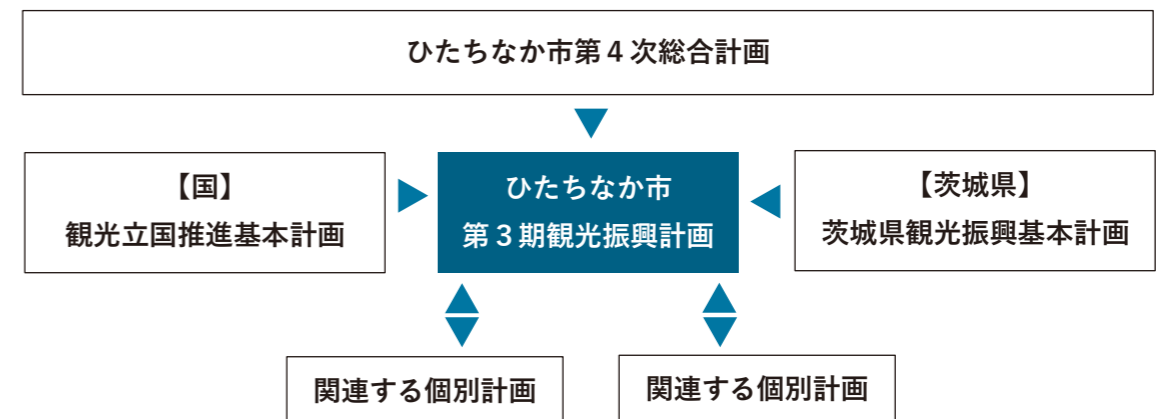 ひたちなか市第4次総合計画
【国】
観光立国推進基本計画
ひたちなか市
第3期観光振興計画
【茨城県】
茨城県観光振興基本計画
関連する個別計画
関連する個別計画